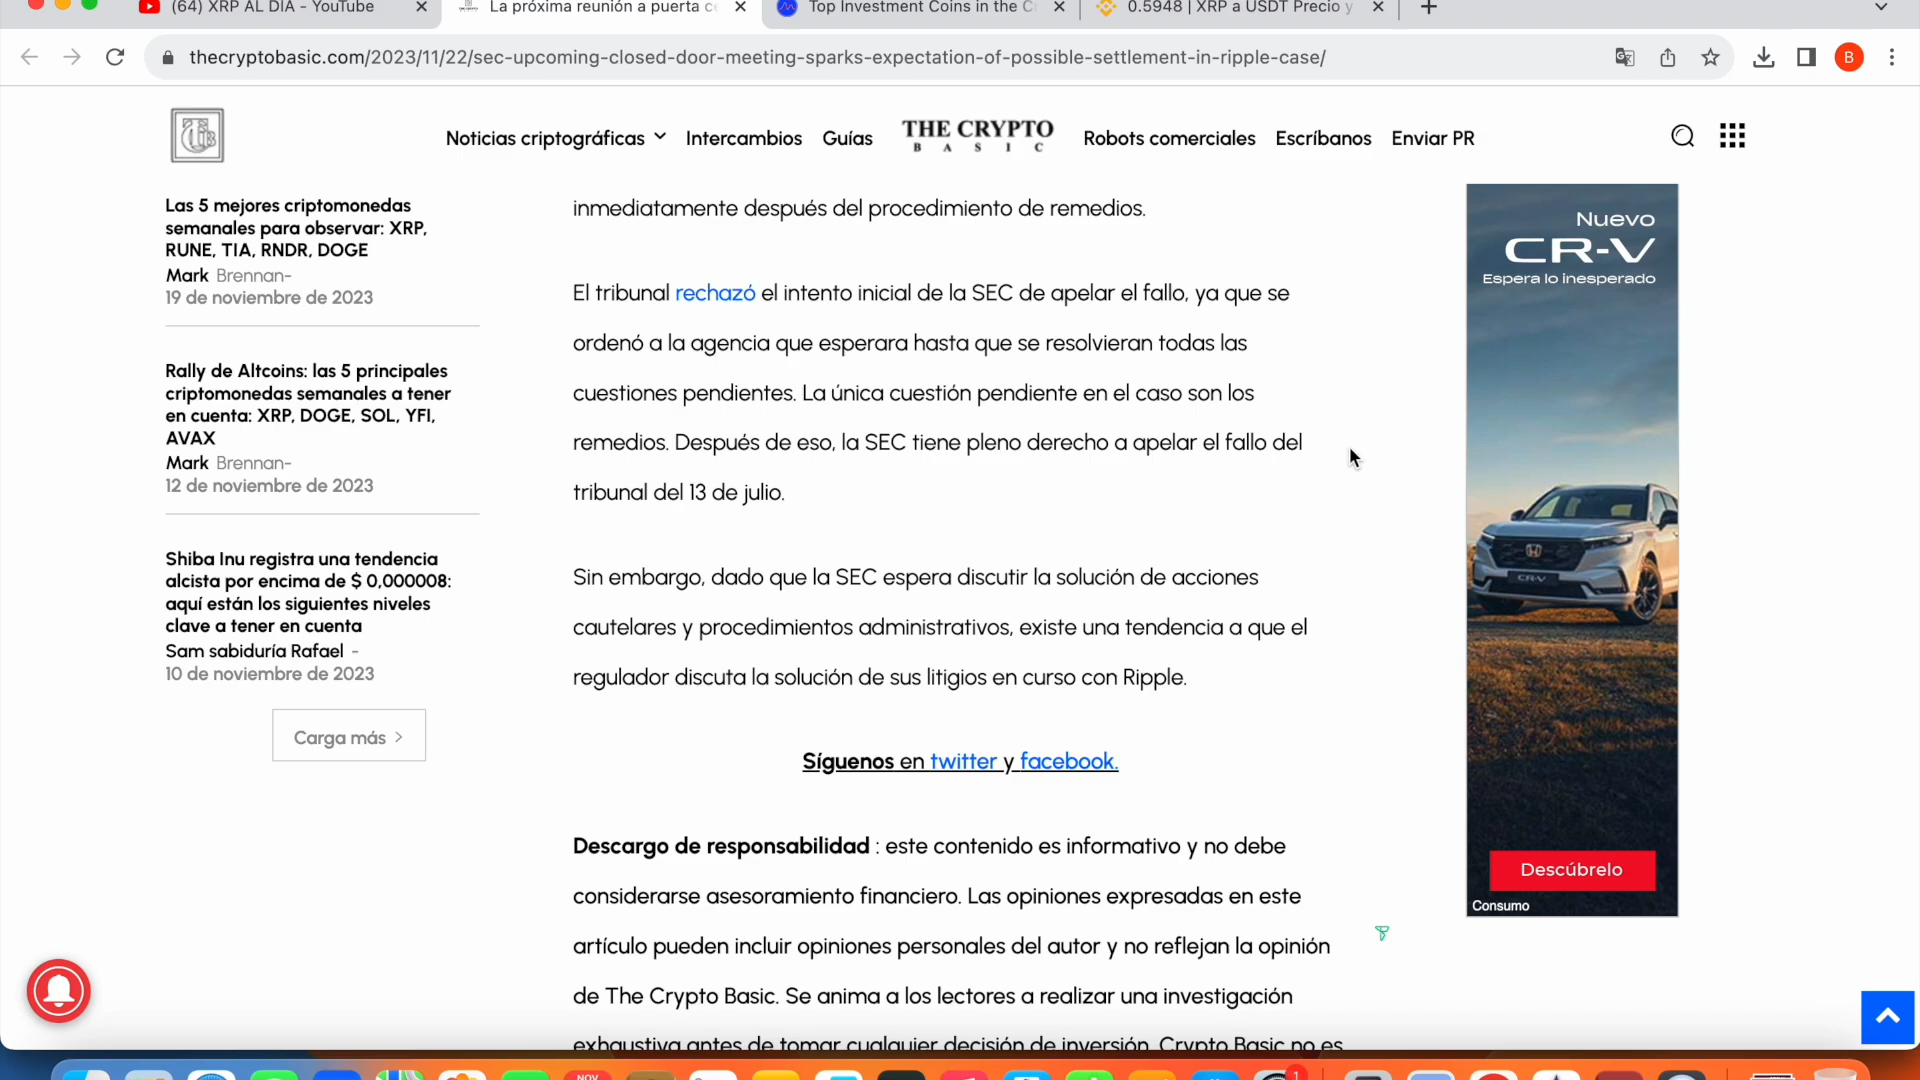 (64) XRP AL DIA - YouTube
La próxima reunión a puerta ce
Top Investment Coins in the C
0.5948 | XRP a USDT Precio y
thecryptobasic.com/2023/11/22/sec-upcoming-closed-door-meeting-sparks-expectation-of-possible-settlement-in-ripple-case/
B
Noticias criptográficas
Intercambios
Guías
THE CRYPTO
BASIC
Robots comerciales
Escríbanos
Enviar PR
Las 5 mejores criptomonedas
semanales para observar: XRP,
RUNE, TIA, RNDR, DOGE
Mark Brennan-
19 de noviembre de 2023
Rally de Altcoins: las 5 principales
criptomonedas semanales a tener
en cuenta: XRP, DOGE, SOL, YFI,
AVAX
Mark Brennan-
12 de noviembre de 2023
Shiba Inu registra una tendencia
alcista por encima de $ 0,000008:
aquí están los siguientes niveles
clave a tener en cuenta
Sam sabiduría Rafael -
10 de noviembre de 2023
Carga más
inmediatamente después del procedimiento de remedios.
El tribunal rechazó el intento inicial de la SEC de apelar el fallo, ya que se
ordenó a la agencia que esperara hasta que se resolvieran todas las
cuestiones pendientes. La única cuestión pendiente en el caso son los
remedios. Después de eso, la SEC tiene pleno derecho a apelar el fallo del
tribunal del 13 de julio.
Sin embargo, dado que la SEC espera discutir la solución de acciones
cautelares y procedimientos administrativos, existe una tendencia a que el
regulador discuta la solución de sus litigios en curso con Ripple.
Síguenos en twitter y facebook.
Descargo de responsabilidad : este contenido es informativo y no debe
considerarse asesoramiento financiero. Las opiniones expresadas en este
artículo pueden incluir opiniones personales del autor y no reflejan la opinión
de The Crypto Basic. Se anima a los lectores a realizar una investigación
exhaustiva antes de tomar cualquier decisión de inversión. Crypto Basic no es
Nuevo
CR-V
Espera lo inesperado
CR-V
Descúbrelo
Consumo
NOV
1